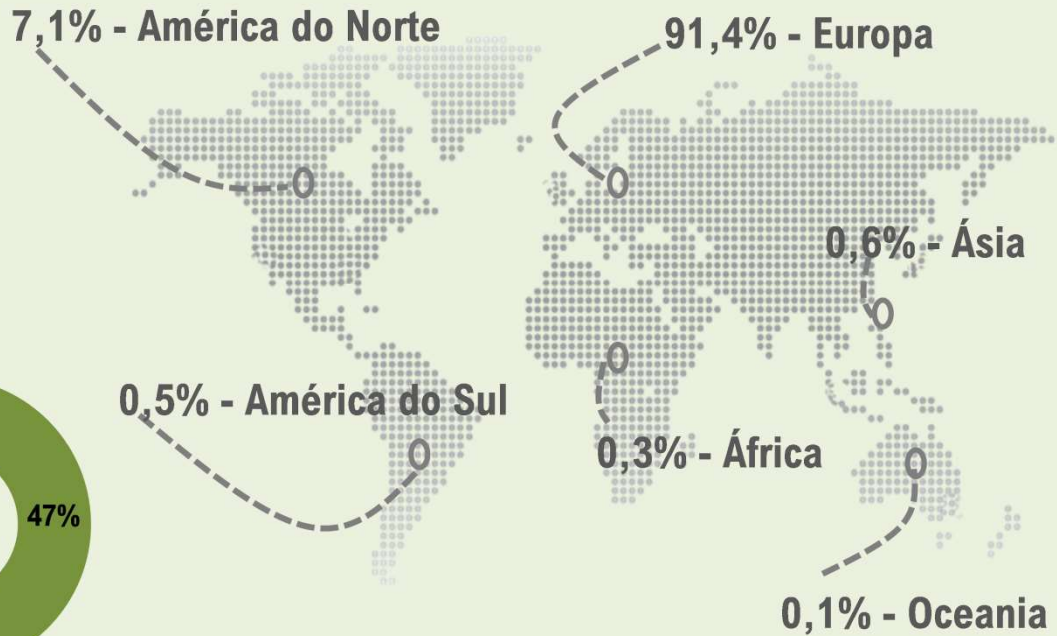 7,1% - América do Norte
91,4% - Europa
0,6% - Ásia
0,5% - América do Sul
0,3% - África
47%
0,1% - Oceania